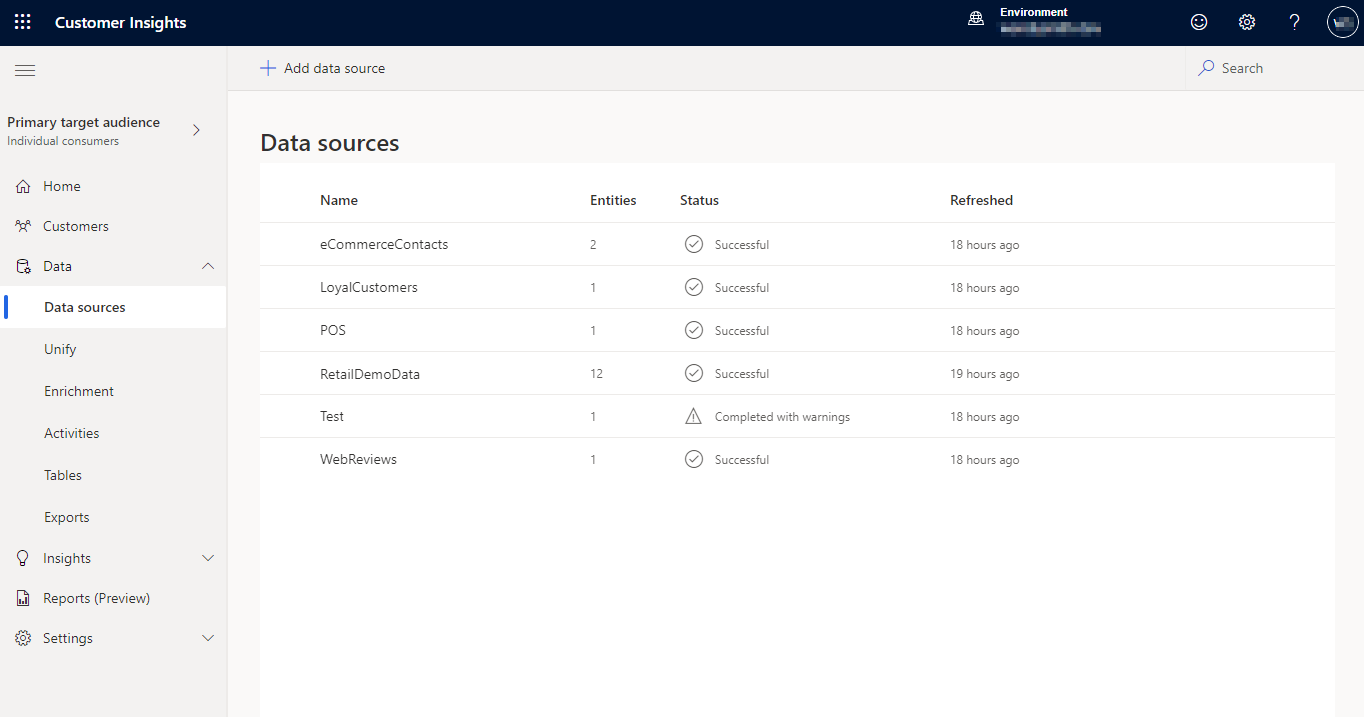 Customer Insights
Environment
Add data source
Search
Primary target audience
Individual consumers
Home
Customers
Data
Data sources
Unify
Enrichment
Activities
Tables
Exports
Insights
Reports (Preview)
Settings
Data sources
Name Entities Status Refreshed
eCommerceContacts 2 Successful 18 hours ago
LoyalCustomers 1 Successful 18 hours ago
POS 1 Successful 18 hours ago
RetailDemoData 12 Successful 19 hours ago
Test 1 Completed with warnings 18 hours ago
WebReviews 1 Successful 18 hours ago